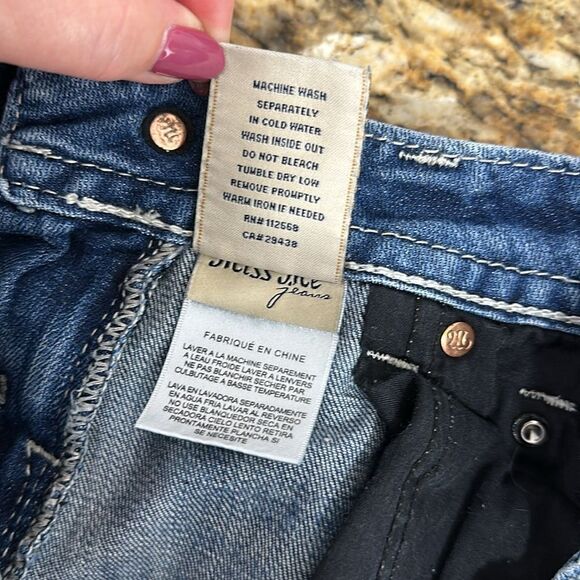 MACHINE WASH
SEPARATELY
IN COLD WATER
WASH INSIDE OUT
DO NOT BLEACH
TUMBLE DRY LOW
REMOVE PROMPTLY
WARM IRON IF NEEDED
RN# 112568
CA# 29438
jeans
FABRIQUÉ EN CHINE
LAVER A LA MACHINE SEPAREMENT
A L'EAU FROIDE LAVER A L'ENVERS
NE PAS BLANCHIR SECHER PAR
CULBUTAGE À BASSE TEMPERATURE
LAVA EN LAVADORA SEPARADAMENTE
EN AGUA FRIA LAVAR AL REVERSO
NO USE BLANQUEADOR SECA EN
SECADORA CIELO LENTO RETIRA
PRONTAMENTE PLANCHA SI
SE NECESITE